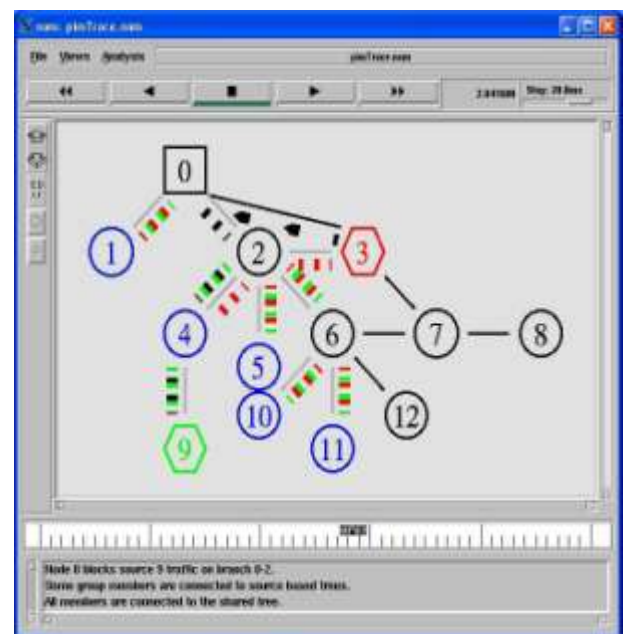 nam: pimTrace.nam
File Views Analysis pimTrace.nam
Step: 20.0ms
0
1
2
3
4
5
6
7
8
9
10
11
12
Node 0 blocks source 9 traffic on branch 0-2.
Some group members are connected to source based trees.
All members are connected to the shared tree.